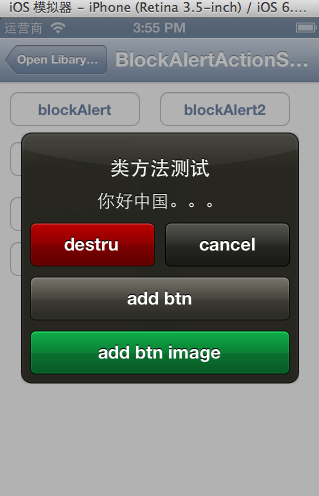 iOS 模拟器 - iPhone (Retina 3.5-inch) / iOS 6....
运营商 3:55 PM
Open Libary... BlockAlertActionS...
blockAlert blockAlert2
类方法测试
你好中国。。。
destru cancel
add btn
add btn image